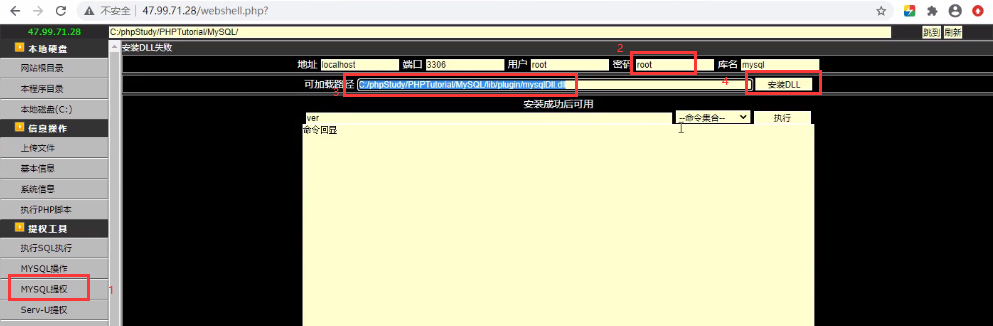 不安全 | 47.99.71.28/webshell.php?
47.99.71.28 C:/phpStudy/PHPTutorial/MySQL/ 跳到 刷新
本地硬盘
网站根目录
本程序目录
本地磁盘(C:)
信息操作
上传文件
基本信息
系统信息
执行PHP脚本
提权工具
执行SQL执行
MYSQL操作
MYSQL提权 1
Serv-U提权
安装DLL失败
2
地址 localhost 端口 3306 用户 root 密码 root 库名 mysql
3 可加载路径 C:/phpStudy/PHPTutorial/MySQL/lib/plugin/mysqlDll.dll 4 安装DLL
安装成功后可用
ver --命令集合-- 执行
命令回显